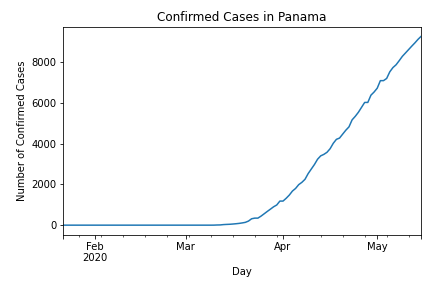 Confirmed Cases in Panama
Number of Confirmed Cases
8000
6000
4000
2000
0
Feb
2020
Mar
Apr
May
Day